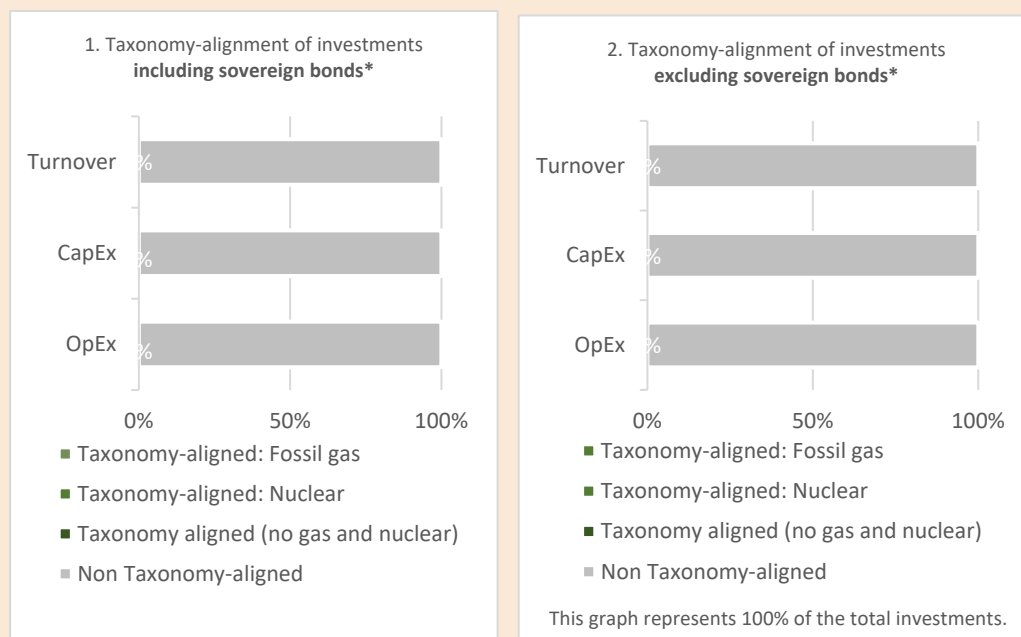 1. Taxonomy-alignment of investments
including sovereign bonds*
Turnover
%
CapEx
%
OpEx
%
0% 50% 100%
Taxonomy-aligned: Fossil gas
Taxonomy-aligned: Nuclear
Taxonomy aligned (no gas and nuclear)
Non Taxonomy-aligned
2. Taxonomy-alignment of investments
excluding sovereign bonds*
Turnover
%
CapEx
%
OpEx
%
0% 50% 100%
Taxonomy-aligned: Fossil gas
Taxonomy-aligned: Nuclear
Taxonomy aligned (no gas and nuclear)
Non Taxonomy-aligned
This graph represents 100% of the total investments.